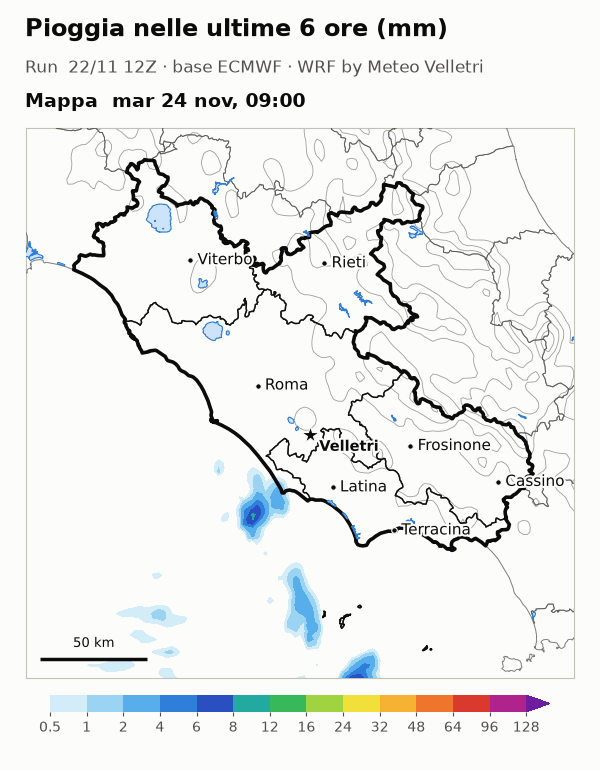 Pioggia nelle ultime 6 ore (mm)
Run  22/11 12Z · base ECMWF · WRF by Meteo Velletri
Mappa  mar 24 nov, 09:00
Viterbo
Rieti
Roma
Velletri
Frosinone
Latina
Cassino
Terracina
50 km
0.5 1 2 4 6 8 12 16 24 32 48 64 96 128